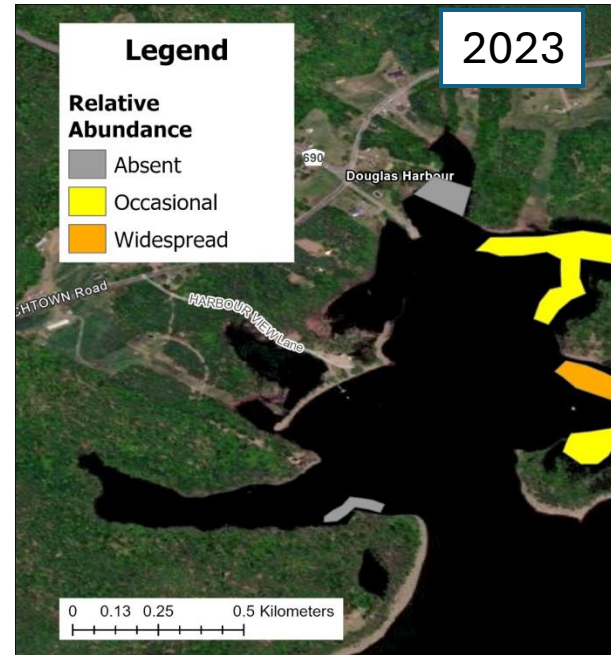 2023
Legend
Relative
Abundance
Absent
Occasional
Widespread
690
Douglas Harbour
CHTOWN Road
HARBOUR VIEW Lane
0 0.13 0.25 0.5 Kilometers